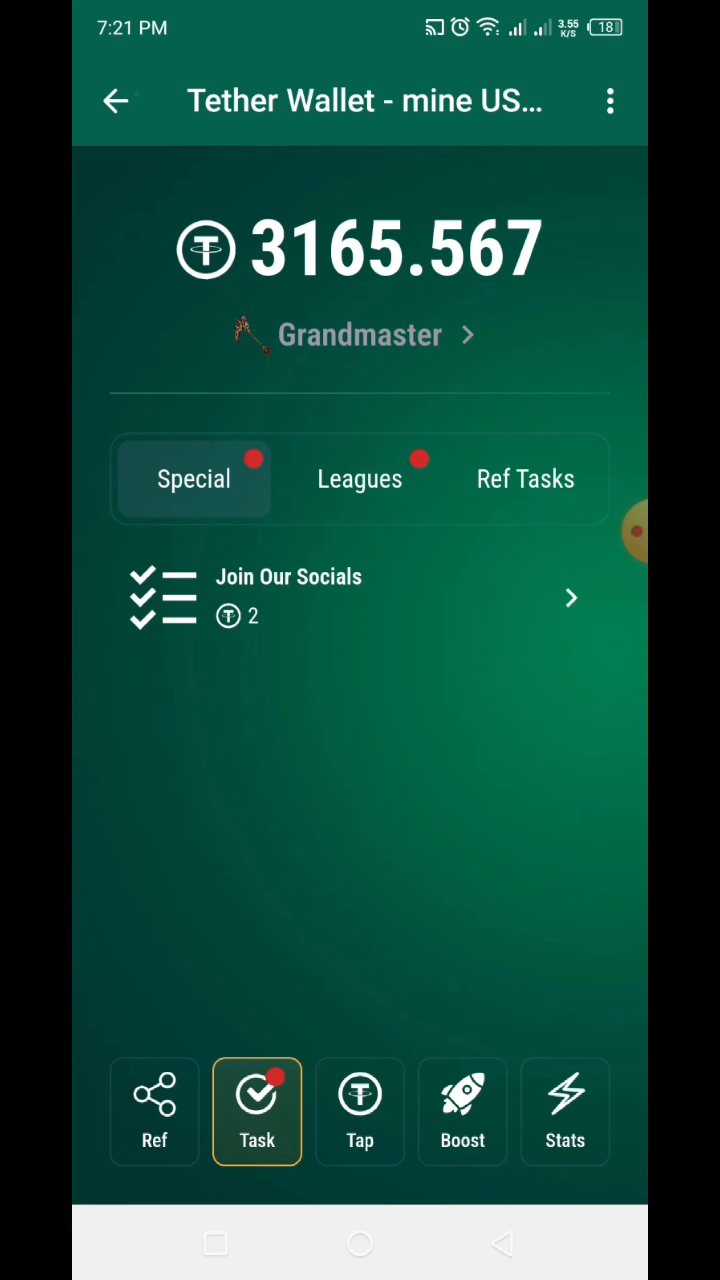 7:21 PM
3.55 K/S 18
Tether Wallet - mine US...
3165.567
Grandmaster
Special Leagues Ref Tasks
Join Our Socials
2
Ref Task Tap Boost Stats